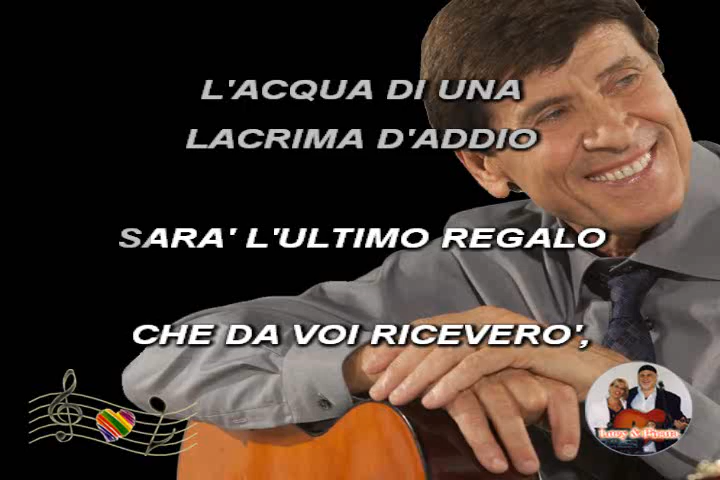 L'ACQUA DI UNA
LACRIMA D'ADDIO
SARA' L'ULTIMO REGALO
CHE DA VOI RICEVERO',